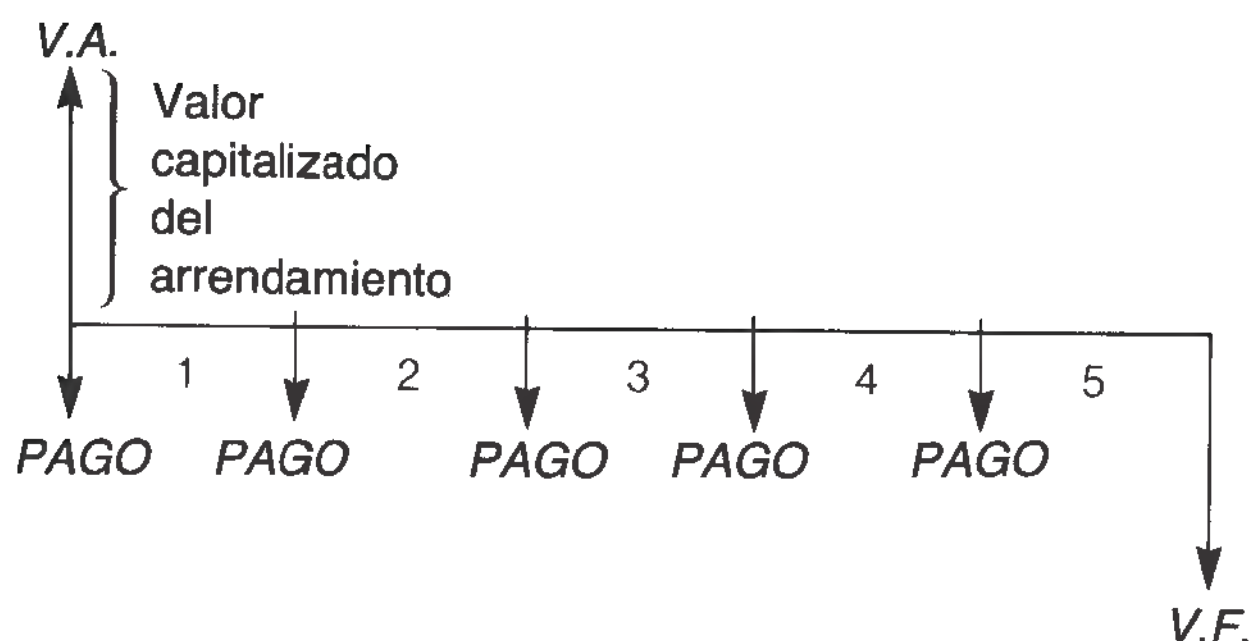 V.A.
Valor
capitalizado
del
arrendamiento
1 2 3 4 5
PAGO PAGO PAGO PAGO PAGO
V.F.